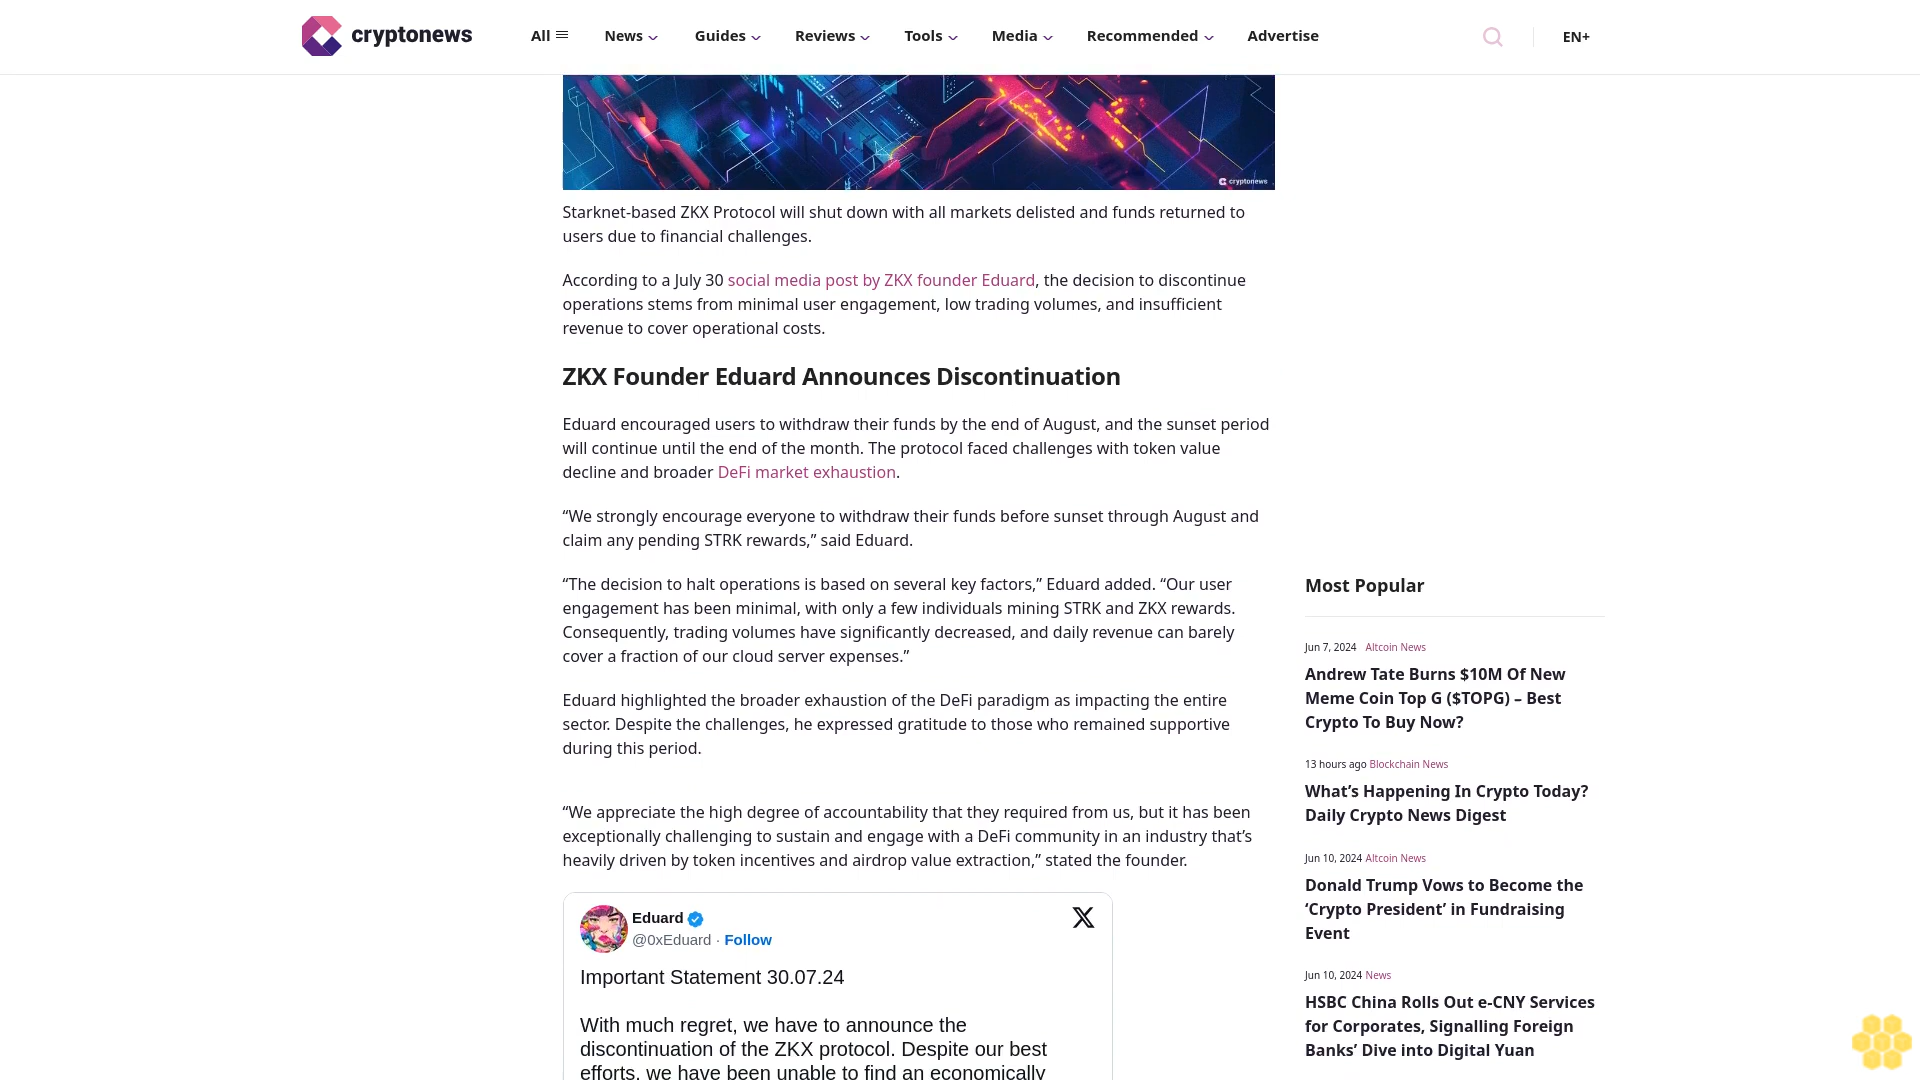 cryptonews
All
News
Guides
Reviews
Tools
Media
Recommended
Advertise
EN+
cryptonews
Starknet-based ZKX Protocol will shut down with all markets delisted and funds returned to
users due to financial challenges.
According to a July 30 social media post by ZKX founder Eduard, the decision to discontinue
operations stems from minimal user engagement, low trading volumes, and insufficient
revenue to cover operational costs.
ZKX Founder Eduard Announces Discontinuation
Eduard encouraged users to withdraw their funds by the end of August, and the sunset period
will continue until the end of the month. The protocol faced challenges with token value
decline and broader DeFi market exhaustion.
“We strongly encourage everyone to withdraw their funds before sunset through August and
claim any pending STRK rewards,” said Eduard.
“The decision to halt operations is based on several key factors,” Eduard added. “Our user
engagement has been minimal, with only a few individuals mining STRK and ZKX rewards.
Consequently, trading volumes have significantly decreased, and daily revenue can barely
cover a fraction of our cloud server expenses.”
Eduard highlighted the broader exhaustion of the DeFi paradigm as impacting the entire
sector. Despite the challenges, he expressed gratitude to those who remained supportive
during this period.
“We appreciate the high degree of accountability that they required from us, but it has been
exceptionally challenging to sustain and engage with a DeFi community in an industry that’s
heavily driven by token incentives and airdrop value extraction,” stated the founder.
Eduard
@0xEduard · Follow
Important Statement 30.07.24
With much regret, we have to announce the
discontinuation of the ZKX protocol. Despite our best
efforts, we have been unable to find an economically
Most Popular
Jun 7, 2024 Altcoin News
Andrew Tate Burns $10M Of New
Meme Coin Top G ($TOPG) – Best
Crypto To Buy Now?
13 hours ago Blockchain News
What’s Happening In Crypto Today?
Daily Crypto News Digest
Jun 10, 2024 Altcoin News
Donald Trump Vows to Become the
‘Crypto President’ in Fundraising
Event
Jun 10, 2024 News
HSBC China Rolls Out e-CNY Services
for Corporates, Signalling Foreign
Banks’ Dive into Digital Yuan